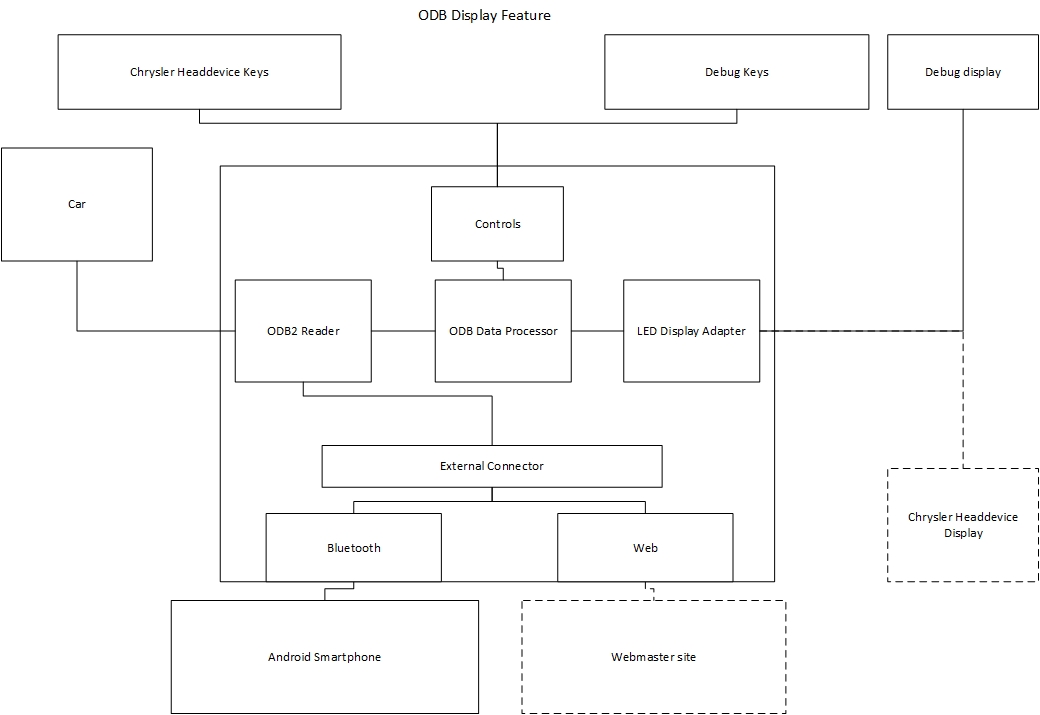 ODB Display Feature
Chrysler Headdevice Keys
Debug Keys
Debug display
Car
Controls
ODB2 Reader
ODB Data Processor
LED Display Adapter
External Connector
Chrysler Headdevice
Display
Bluetooth
Web
Android Smartphone
Webmaster site